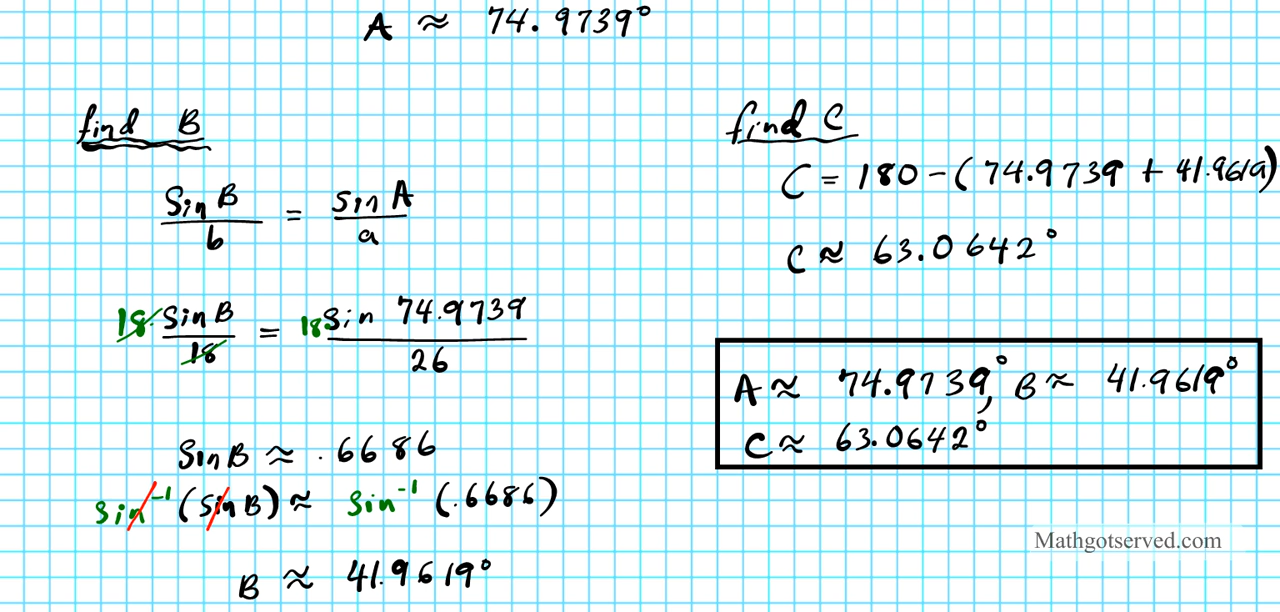 A ≈ 74.9739°
find B
Sin B / b = sin A / a
18·sin B / 18 = 18 sin 74.9739 / 26
Sin B ≈ .6686
sin⁻¹(sin B) ≈ sin⁻¹(.6686)
B ≈ 41.9619°
find C
C = 180 - (74.9739 + 41.9619)
C ≈ 63.0642°
A ≈ 74.9739°, B ≈ 41.9619°
C ≈ 63.0642°
Mathgotserved.com